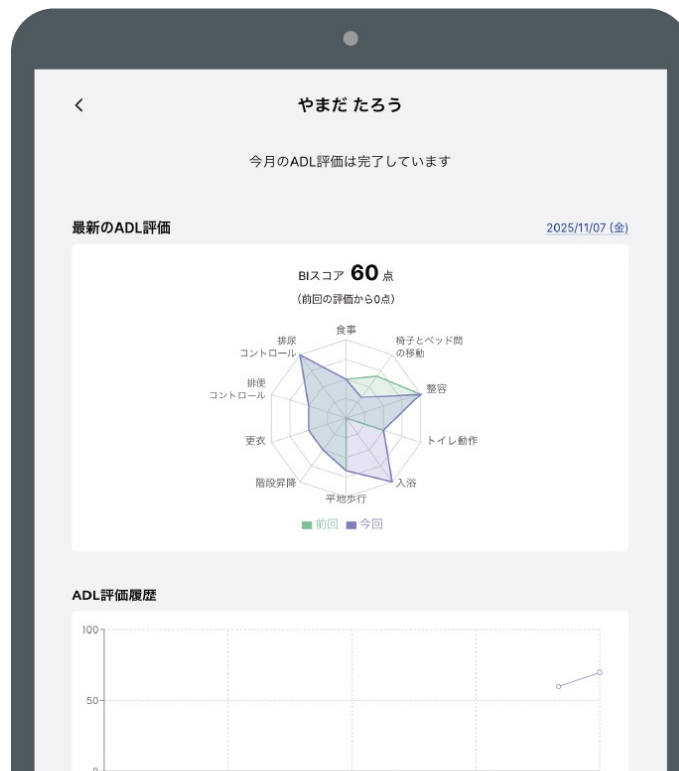 やまだ たろう
今月のADL評価は完了しています
最新のADL評価
2025/11/07 (金)
BIスコア 60 点
(前回の評価から0点)
食事
椅子とベッド間
の移動
整容
トイレ動作
入浴
平地歩行
階段昇降
更衣
排便
コントロール
排尿
コントロール
前回 今回
ADL評価履歴
100
50
0